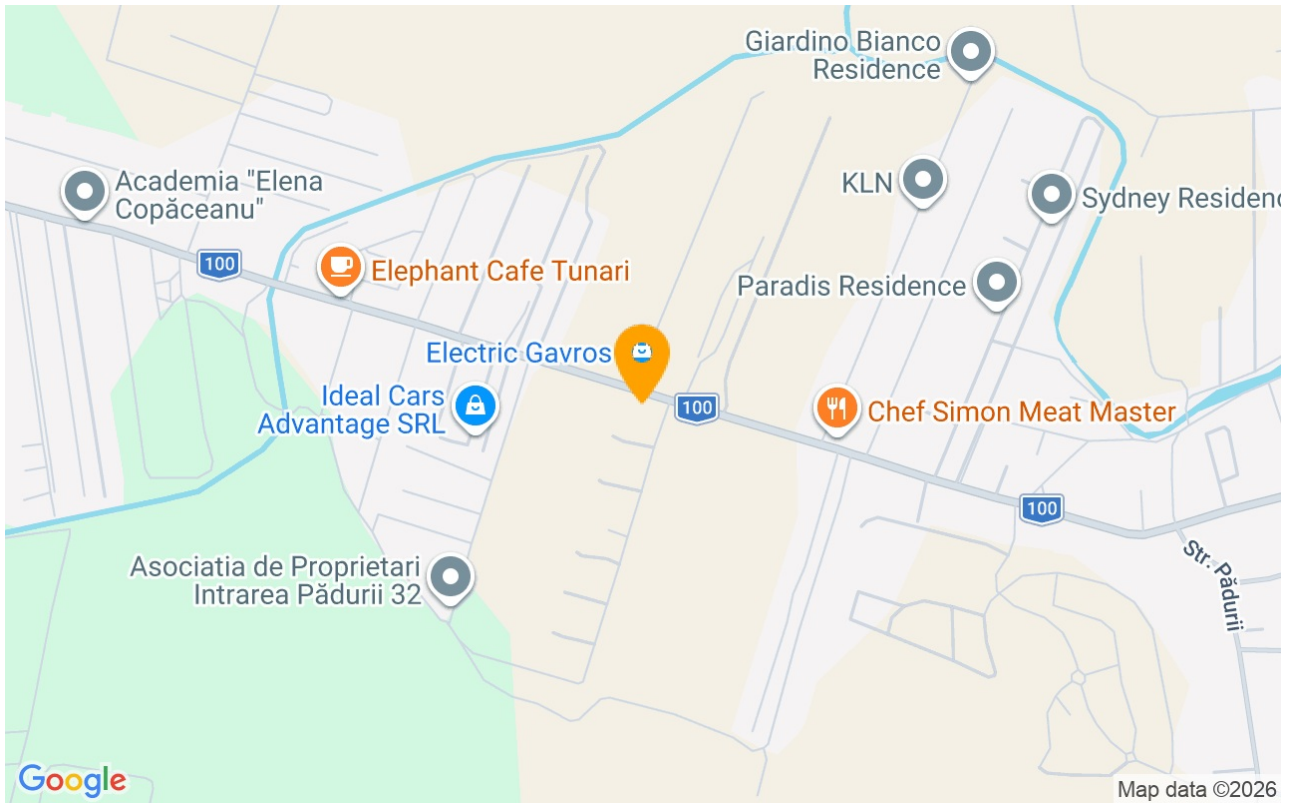 Giardino Bianco
Residence
Academia "Elena
Copăceanu"
KLN
Sydney Residenc
100
Elephant Cafe Tunari
Paradis Residence
Electric Gavros
Ideal Cars
Advantage SRL
100
Chef Simon Meat Master
100
Str. Pădurii
Asociatia de Proprietari
Intrarea Pădurii 32
Google
Map data ©2026